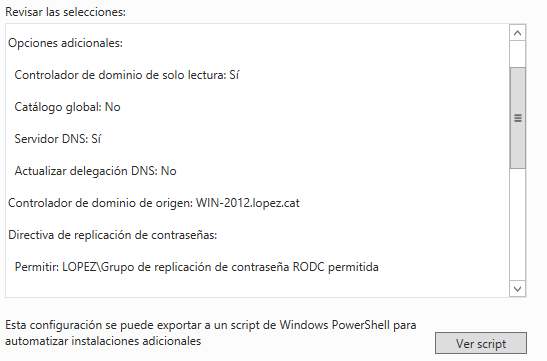 Revisar las selecciones:
Opciones adicionales:
Controlador de dominio de solo lectura: Sí
Catálogo global: No
Servidor DNS: Sí
Actualizar delegación DNS: No
Controlador de dominio de origen: WIN-2012.lopez.cat
Directiva de replicación de contraseñas:
Permitir: LOPEZ\Grupo de replicación de contraseña RODC permitida
Esta configuración se puede exportar a un script de Windows PowerShell para
automatizar instalaciones adicionales
Ver script